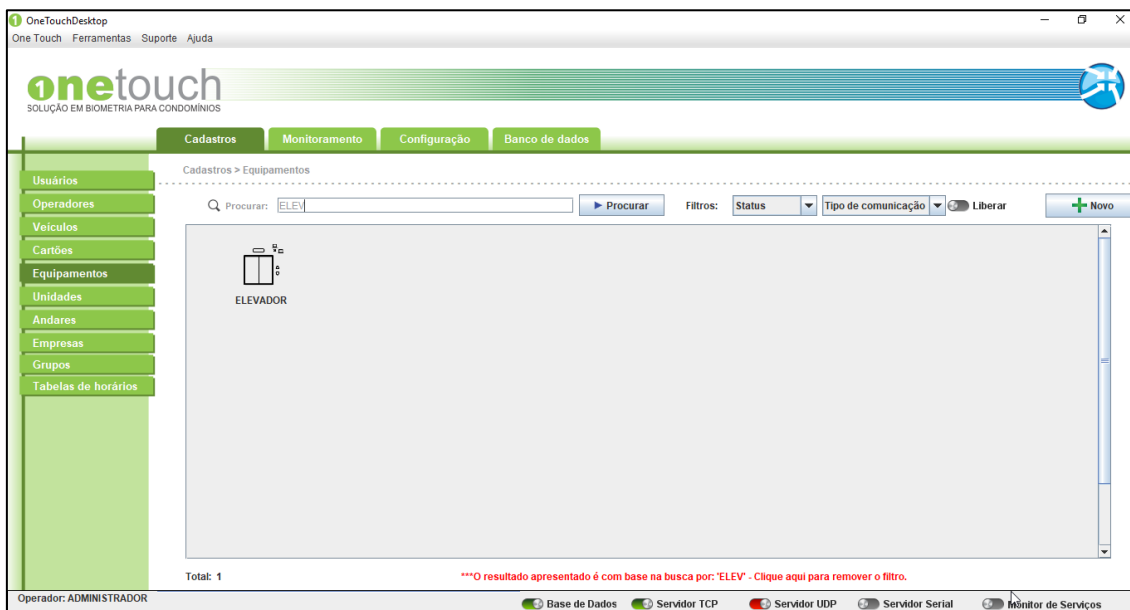 OneTouchDesktop
One Touch Ferramentas Suporte Ajuda
onetouch
SOLUÇÃO EM BIOMETRIA PARA CONDOMÍNIOS
Cadastros Monitoramento Configuração Banco de dados
Cadastros > Equipamentos
Usuários
Operadores
Veículos
Cartões
Equipamentos
Unidades
Andares
Empresas
Grupos
Tabelas de horários
Procurar: ELEV Procurar Filtros: Status Tipo de comunicação Liberar Novo
ELEVADOR
Total: 1 ***O resultado apresentado é com base na busca por: 'ELEV' - Clique aqui para remover o filtro.
Operador: ADMINISTRADOR Base de Dados Servidor TCP Servidor UDP Servidor Serial Monitor de Serviços